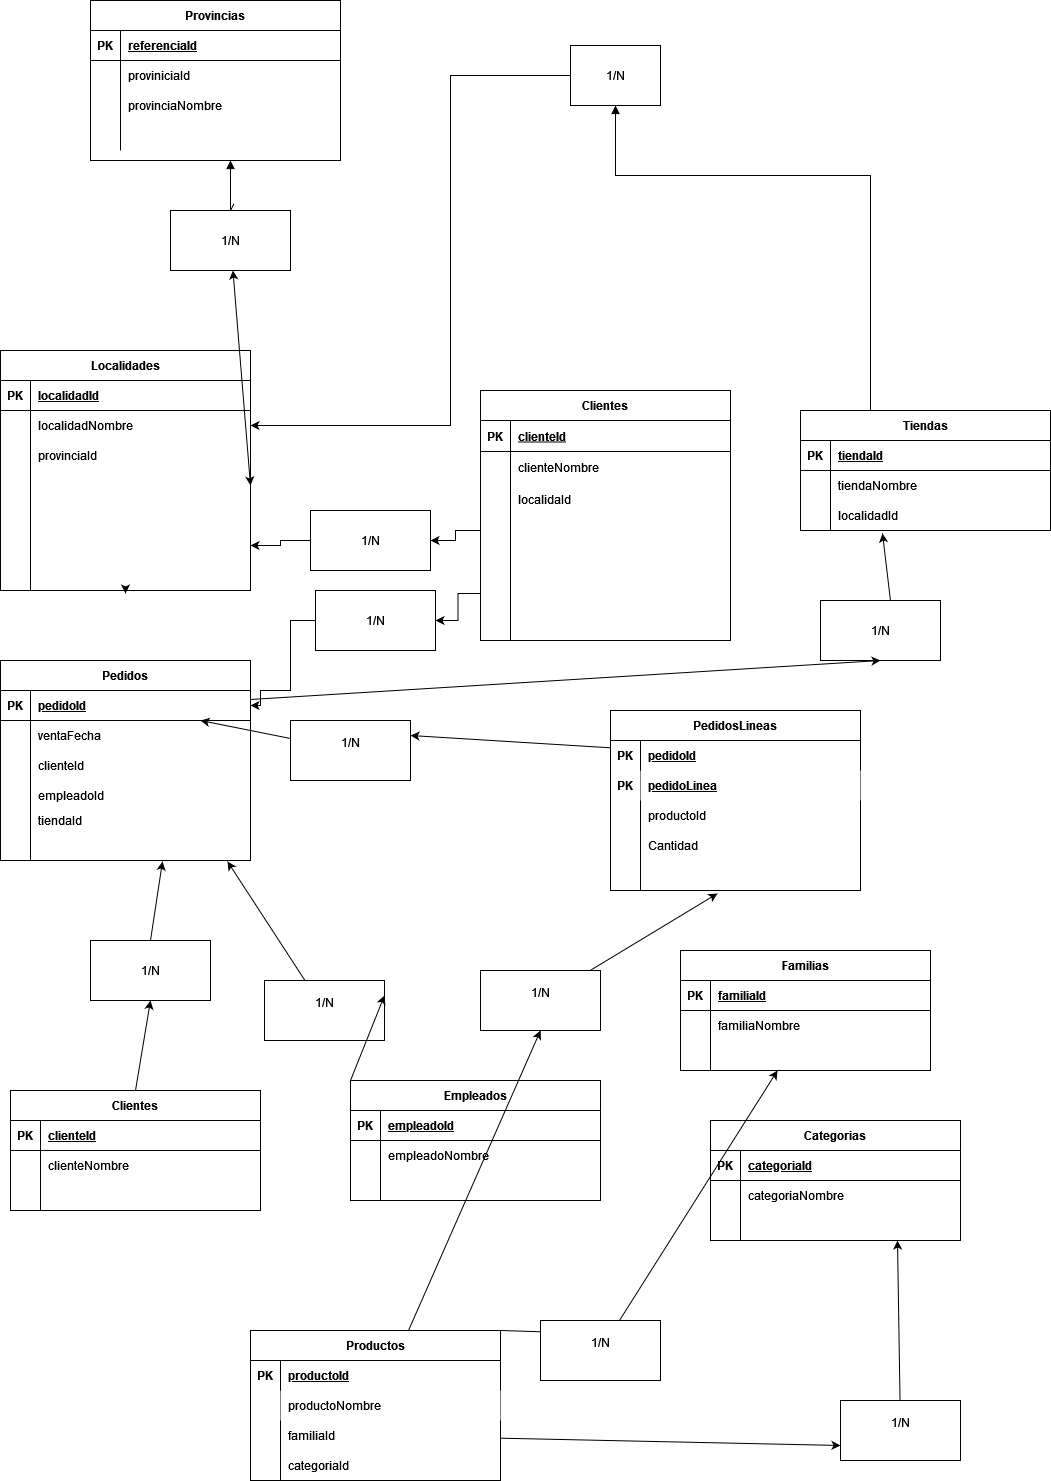 Provincias
PK referenciaId
proviniciaId
provinciaNombre
1/N
1/N
Localidades
PK localidadId
localidadNombre
provinciaId
Clientes
PK clienteId
clienteNombre
localidaId
Tiendas
PK tiendaId
tiendaNombre
localidadId
1/N
1/N
1/N
Pedidos
PK pedidoId
ventaFecha
clienteId
empleadoId
tiendaId
1/N
PedidosLineas
PK pedidoId
PK pedidoLinea
productoId
Cantidad
1/N
1/N
1/N
Familias
PK familiaId
familiaNombre
Clientes
PK clienteId
clienteNombre
Empleados
PK empleadoId
empleadoNombre
Categorias
PK categoriaId
categoriaNombre
Productos
PK productoId
productoNombre
familiaId
categoriaId
1/N
1/N